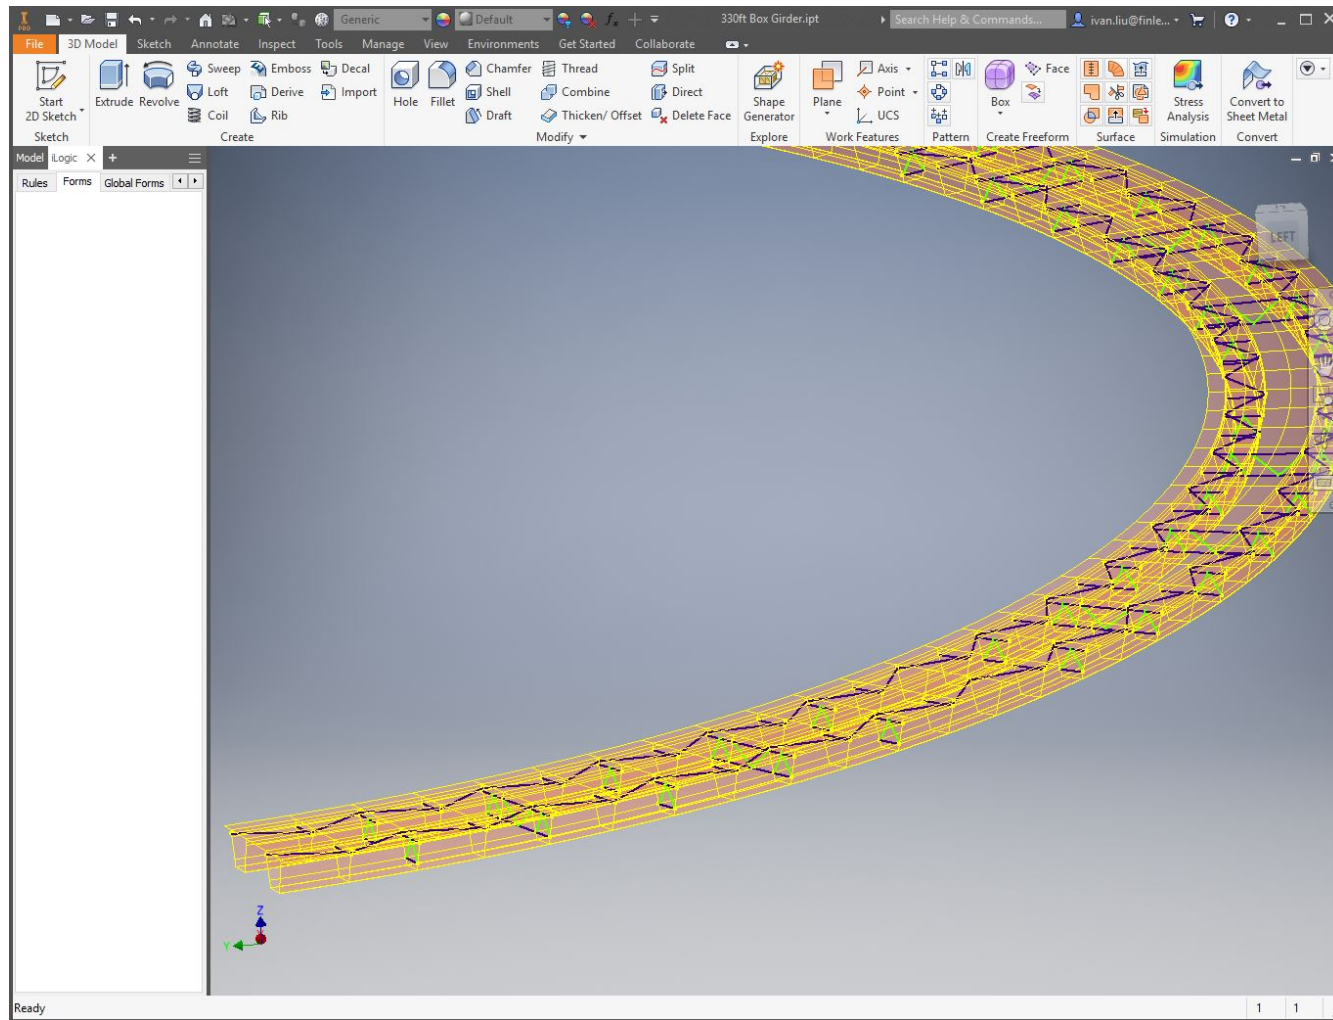 I
PRO
Generic
Default
fx
330ft Box Girder.ipt
Search Help & Commands...
ivan.liu@finle...
?
File 3D Model Sketch Annotate Inspect Tools Manage View Environments Get Started Collaborate
Start
2D Sketch
Extrude
Revolve
Sweep
Loft
Coil
Emboss
Derive
Rib
Decal
Import
Hole
Fillet
Chamfer
Shell
Draft
Thread
Combine
Thicken/ Offset
Split
Direct
Delete Face
Shape
Generator
Plane
Axis
Point
UCS
Box
Face
Stress
Analysis
Convert to
Sheet Metal
Sketch Create Modify Explore Work Features Pattern Create Freeform Surface Simulation Convert
Model iLogic
Rules Forms Global Forms
LEFT
Z
Y
Ready
1 1